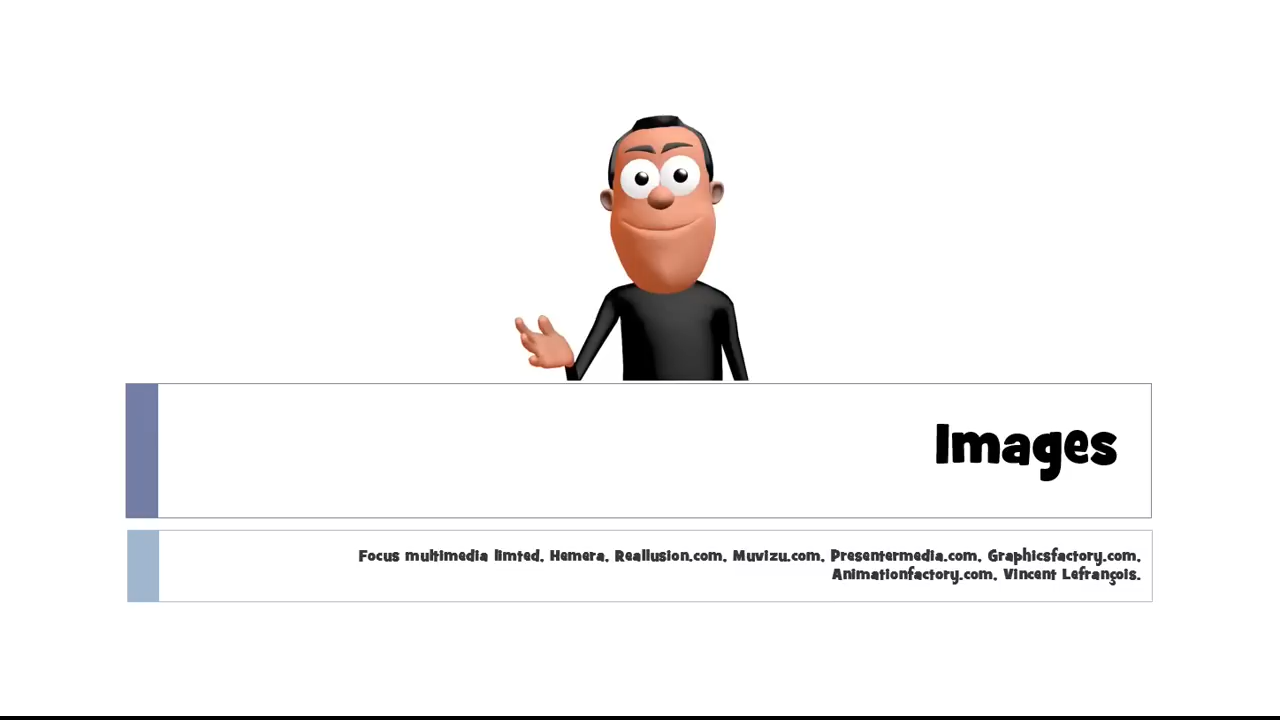 Images
Focus multimedia limted, Hemera, Reallusion.com, Muvizu.com, Presentermedia.com, Graphicsfactory.com,
Animationfactory.com, Vincent Lefrançois.